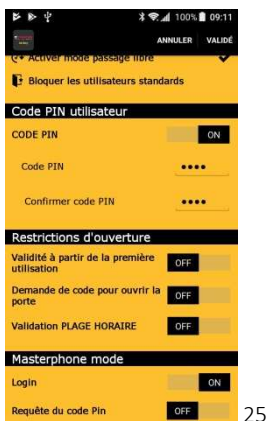 100% 09:11
ANNULER VALIDÉ
Activer mode passage libre
Bloquer les utilisateurs standards
Code PIN utilisateur
CODE PIN ON
Code PIN ••••
Confirmer code PIN ••••
Restrictions d'ouverture
Validité à partir de la première
utilisation OFF
Demande de code pour ouvrir la
porte OFF
Validation PLAGE HORAIRE OFF
Masterphone mode
Login ON
Requête du code Pin OFF
25